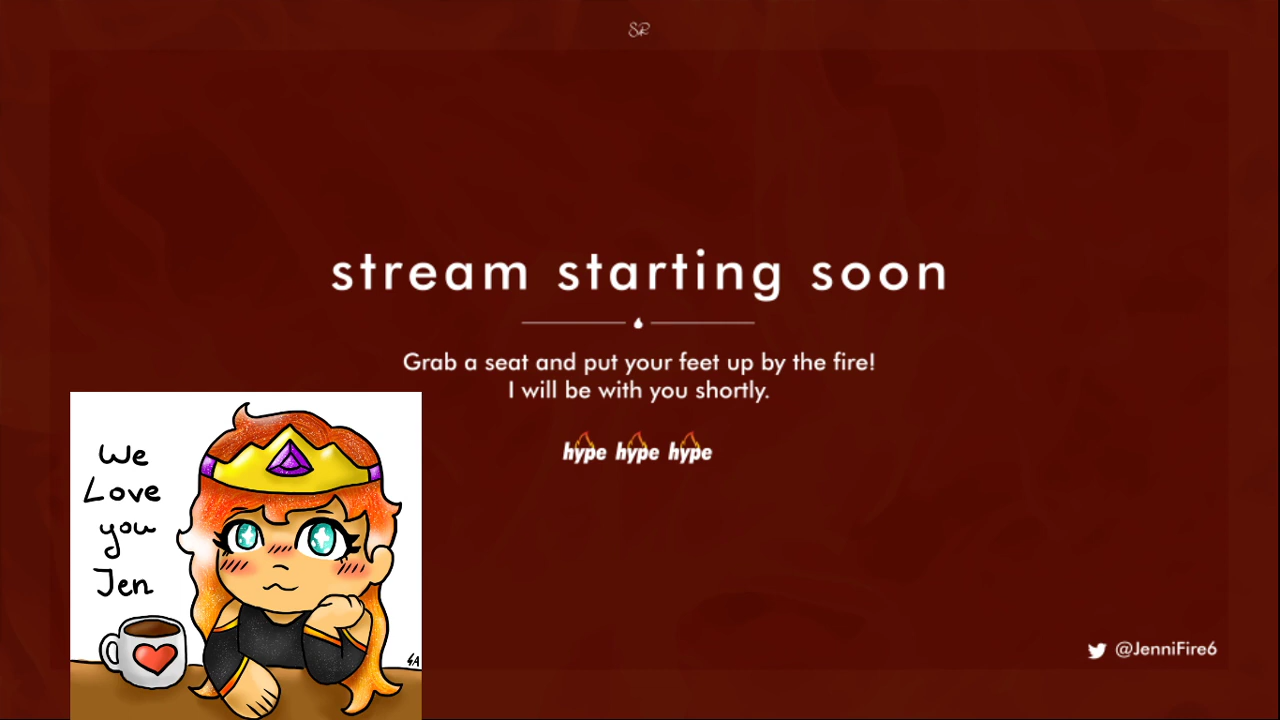 SR
stream starting soon
Grab a seat and put your feet up by the fire!
I will be with you shortly.
hype hype hype
We
Love
you
Jen
@JenniFire6